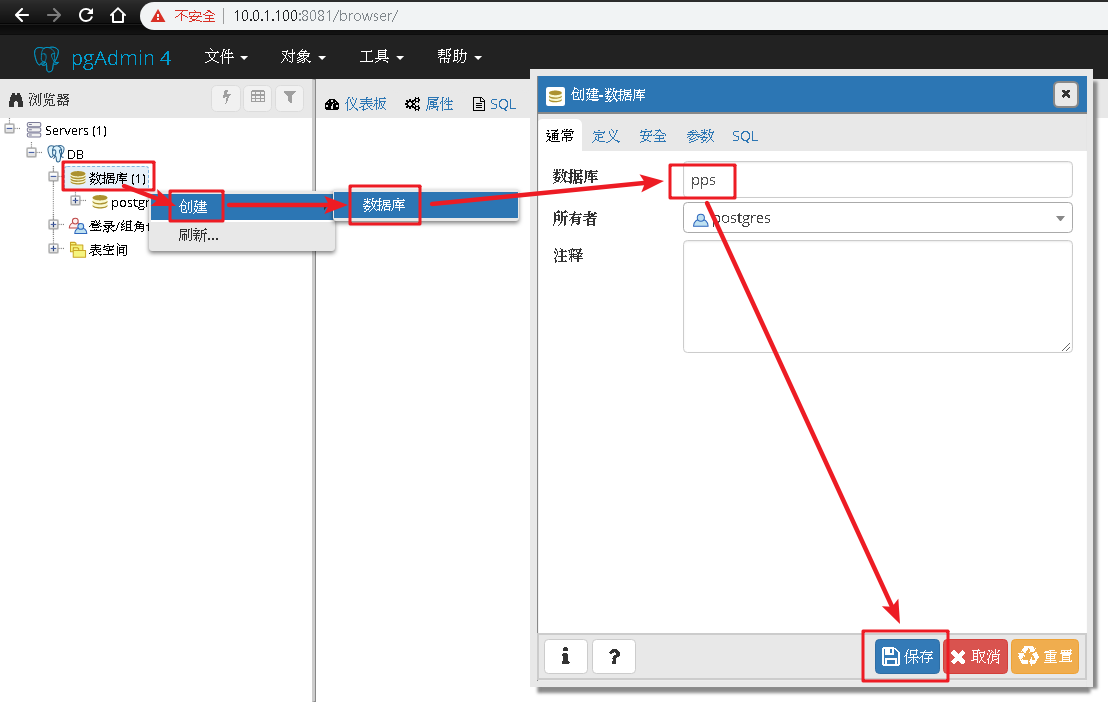 不安全 10.0.1.100:8081/browser/
pgAdmin 4 文件 对象 工具 帮助
浏览器
仪表板 属性 SQL
Servers (1)
DB
数据库 (1)
postgr
登录/组角
表空间
创建
刷新...
数据库
创建-数据库
通常 定义 安全 参数 SQL
数据库 pps
所有者 postgres
注释
i ? 保存 取消 重置